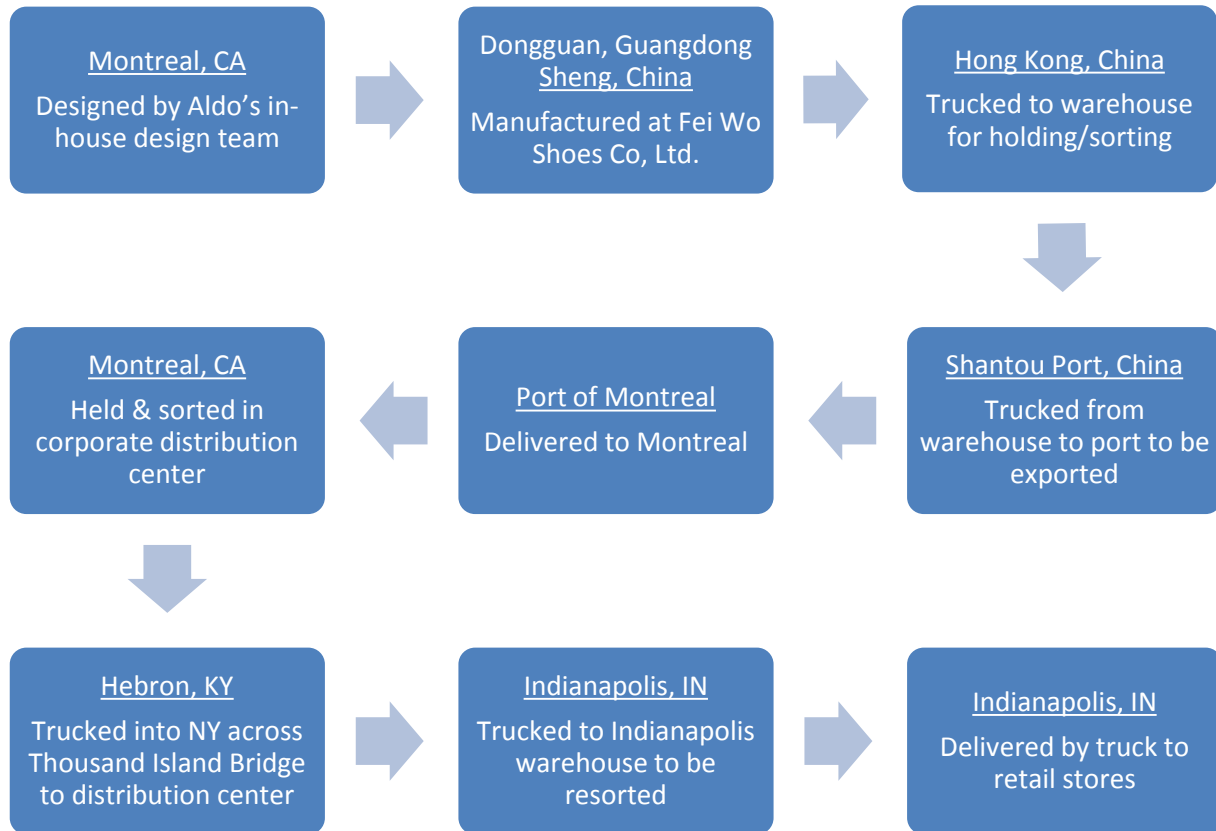 Montreal, CA
Designed by Aldo’s in-
house design team
Dongguan, Guangdong
Sheng, China
Manufactured at Fei Wo
Shoes Co, Ltd.
Hong Kong, China
Trucked to warehouse
for holding/sorting
Shantou Port, China
Trucked from
warehouse to port to be
exported
Port of Montreal
Delivered to Montreal
Montreal, CA
Held & sorted in
corporate distribution
center
Hebron, KY
Trucked into NY across
Thousand Island Bridge
to distribution center
Indianapolis, IN
Trucked to Indianapolis
warehouse to be
resorted
Indianapolis, IN
Delivered by truck to
retail stores